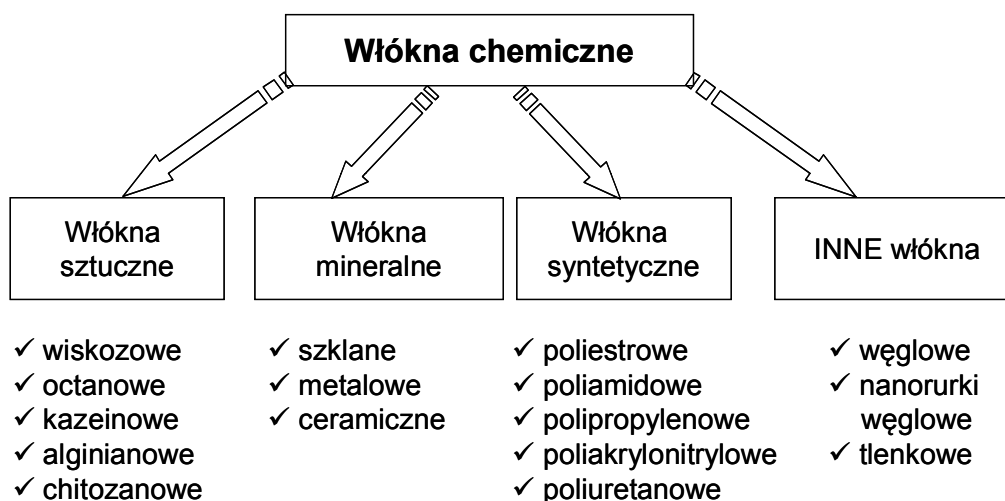 Włókna chemiczne
Włókna
sztuczne
Włókna
mineralne
Włókna
syntetyczne
INNE włókna
✓ wiskozowe
✓ octanowe
✓ kazeinowe
✓ alginianowe
✓ chitozanowe
✓ szklane
✓ metalowe
✓ ceramiczne
✓ poliestrowe
✓ poliamidowe
✓ polipropylenowe
✓ poliakrylonitrylowe
✓ poliuretanowe
✓ węglowe
✓ nanorurki
węglowe
✓ tlenkowe